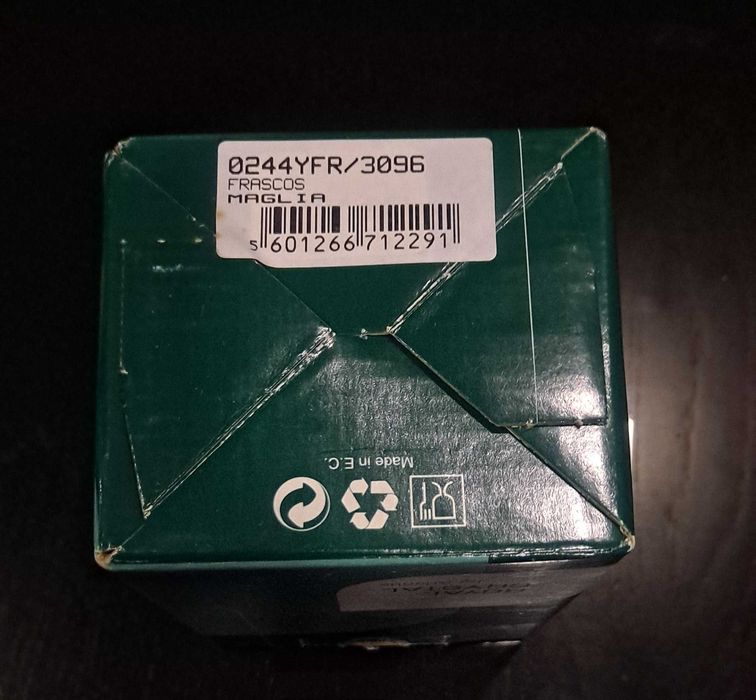 0244YFR/3096
FRASCOS
MAGLIA
5 601266 712291
Made in E.C.